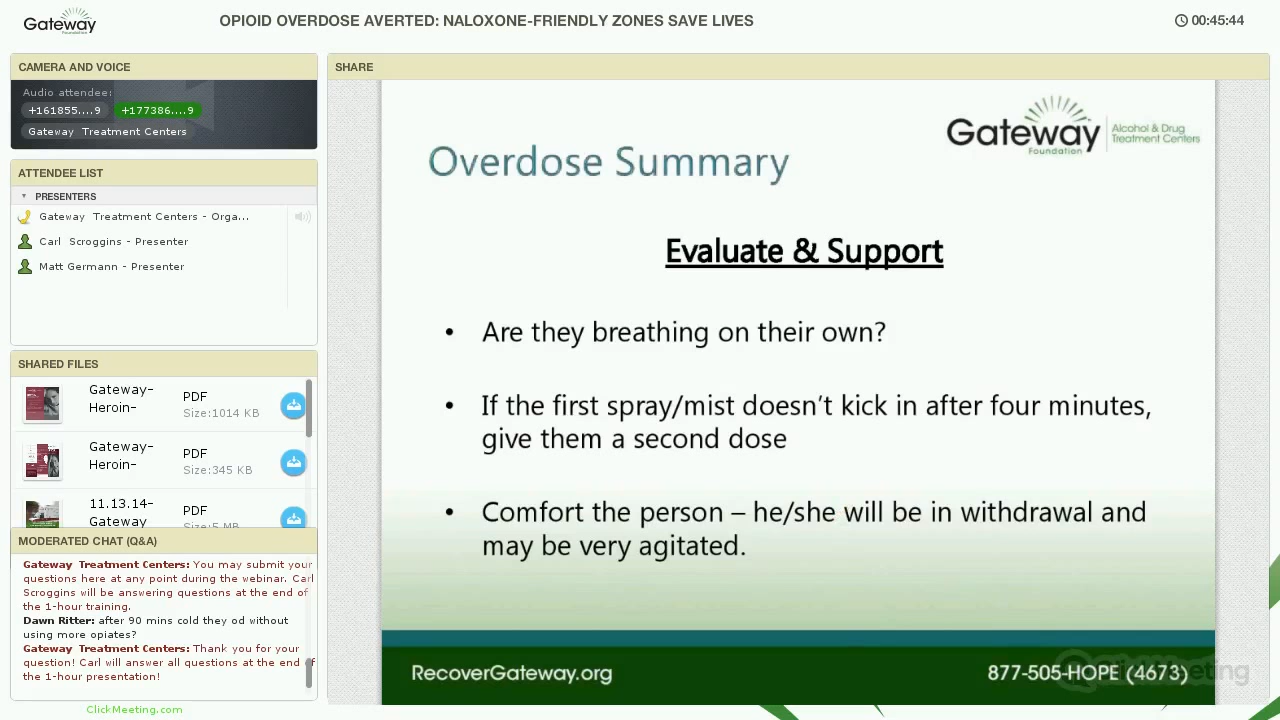 Gateway
Foundation
OPIOID OVERDOSE AVERTED: NALOXONE-FRIENDLY ZONES SAVE LIVES
00:45:44
CAMERA AND VOICE
Audio attendee:
+161855....9 +177386....9
Gateway Treatment Centers
ATTENDEE LIST
PRESENTERS
Gateway Treatment Centers - Orga...
Carl Scroggins - Presenter
Matt Germann - Presenter
SHARED FILES
Gateway-
Heroin-
PDF
Size:1014 KB
Gateway-
Heroin-
PDF
Size:345 KB
11.13.14-
Gateway
PDF
Size:5 MB
MODERATED CHAT (Q&A)
Gateway Treatment Centers: You may submit your
questions here at any point during the webinar. Carl
Scroggins will be answering questions at the end of
the 1-hour training.
Dawn Ritter: after 90 mins cold they od without
using more opiates?
Gateway Treatment Centers: Thank you for your
question. Carl will answer all questions at the end of
the 1-hour presentation!
ClickMeeting.com
SHARE
Gateway
Foundation
Alcohol & Drug
Treatment Centers
Overdose Summary
Evaluate & Support
• Are they breathing on their own?
• If the first spray/mist doesn’t kick in after four minutes,
give them a second dose
• Comfort the person – he/she will be in withdrawal and
may be very agitated.
RecoverGateway.org
877-505-HOPE (4673)